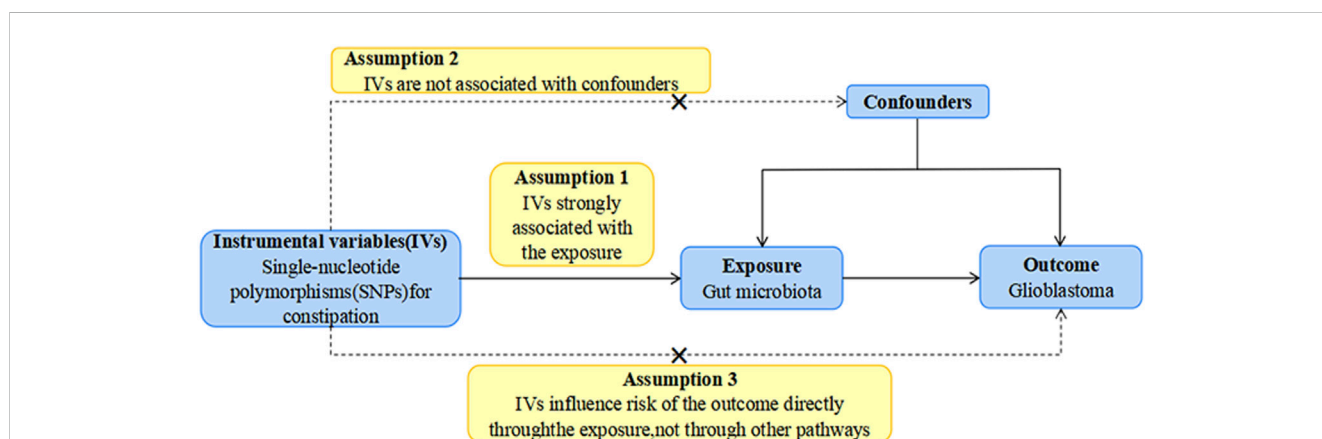 Assumption 2
IVs are not associated with confounders
Confounders
Assumption 1
IVs strongly
associated with
the exposure
Instrumental variables(IVs)
Single-nucleotide
polymorphisms(SNPs)for
constipation
Exposure
Gut microbiota
Outcome
Glioblastoma
Assumption 3
IVs influence risk of the outcome directly
throughthe exposure,not through other pathways